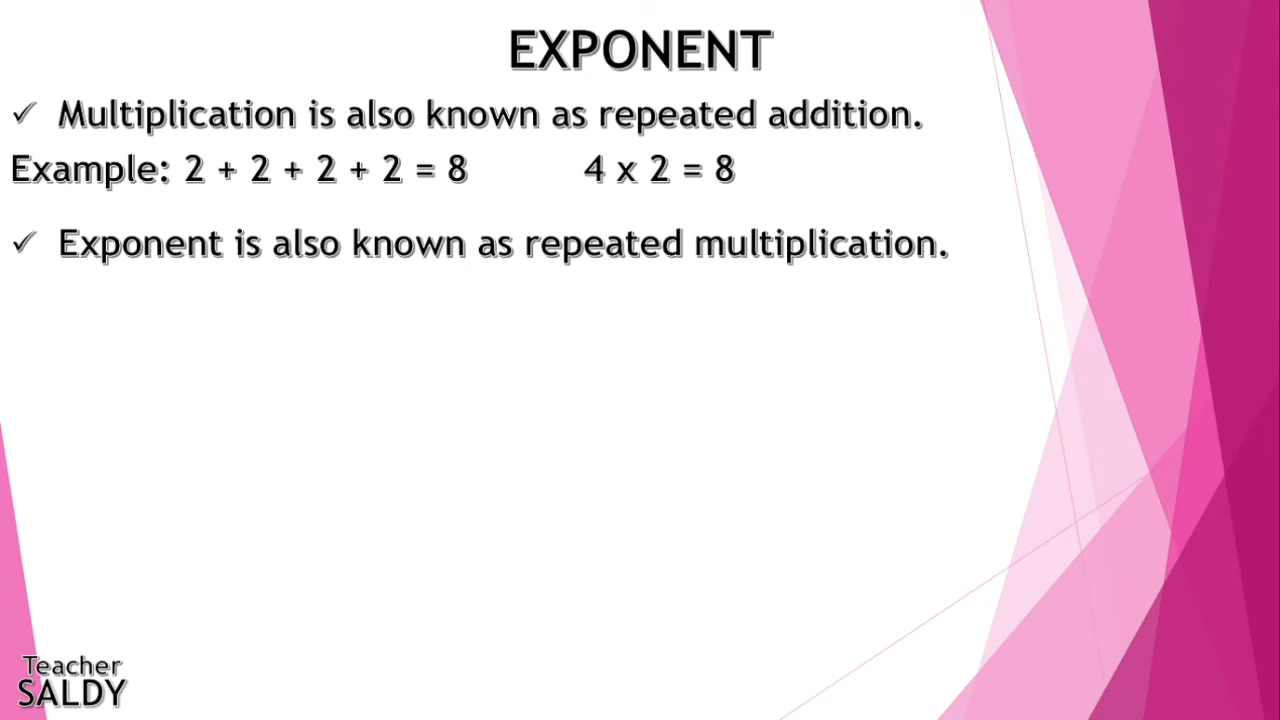 EXPONENT
✓ Multiplication is also known as repeated addition.
Example: 2 + 2 + 2 + 2 = 8 4 x 2 = 8
✓ Exponent is also known as repeated multiplication.
Teacher
SALDY